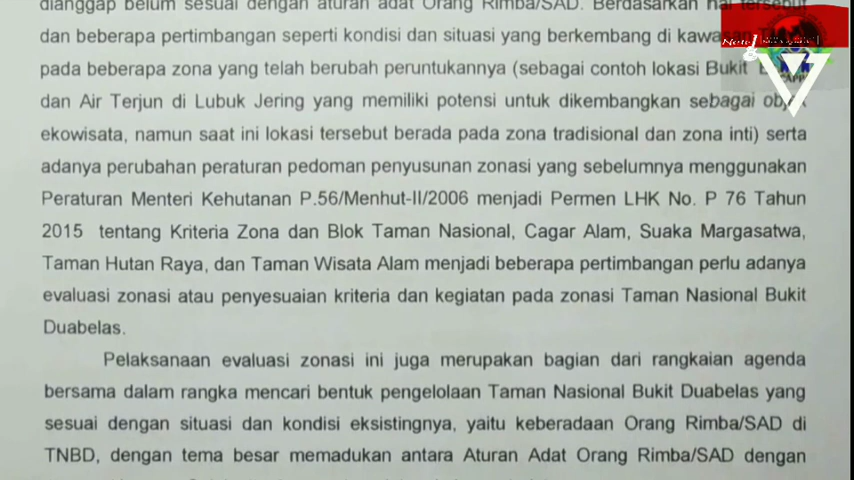 dianggap belum sesuai dengan aturan adat Orang Rimba/SAD. Berdasarkan hal tersebut
dan beberapa pertimbangan seperti kondisi dan situasi yang berkembang di
pada beberapa zona yang telah berubah peruntukannya (sebagai contoh lokasi Bukit
dan Air Terjun di Lubuk Jering yang memiliki potensi untuk dikembangkan sebagai
ekowisata, namun saat ini lokasi tersebut berada pada zona tradisional dan zona inti) serta
adanya perubahan peraturan pedoman penyusunan zonasi yang sebelumnya menggunakan
Peraturan Menteri Kehutanan P.56/Menhut-II/2006 menjadi Permen LHK No. P 76 Tahun
2015 tentang Kriteria Zona dan Blok Taman Nasional, Cagar Alam, Suaka Margasatwa,
Taman Hutan Raya, dan Taman Wisata Alam menjadi beberapa pertimbangan perlu adanya
evaluasi zonasi atau penyesuaian kriteria dan kegiatan pada zonasi Taman Nasional Bukit
Duabelas.
Pelaksanaan evaluasi zonasi ini juga merupakan bagian dari rangkaian agenda
bersama dalam rangka mencari bentuk pengelolaan Taman Nasional Bukit Duabelas yang
sesuai dengan situasi dan kondisi eksistingnya, yaitu keberadaan Orang Rimba/SAD di
TNBD, dengan tema besar memadukan antara Aturan Adat Orang Rimba/SAD dengan